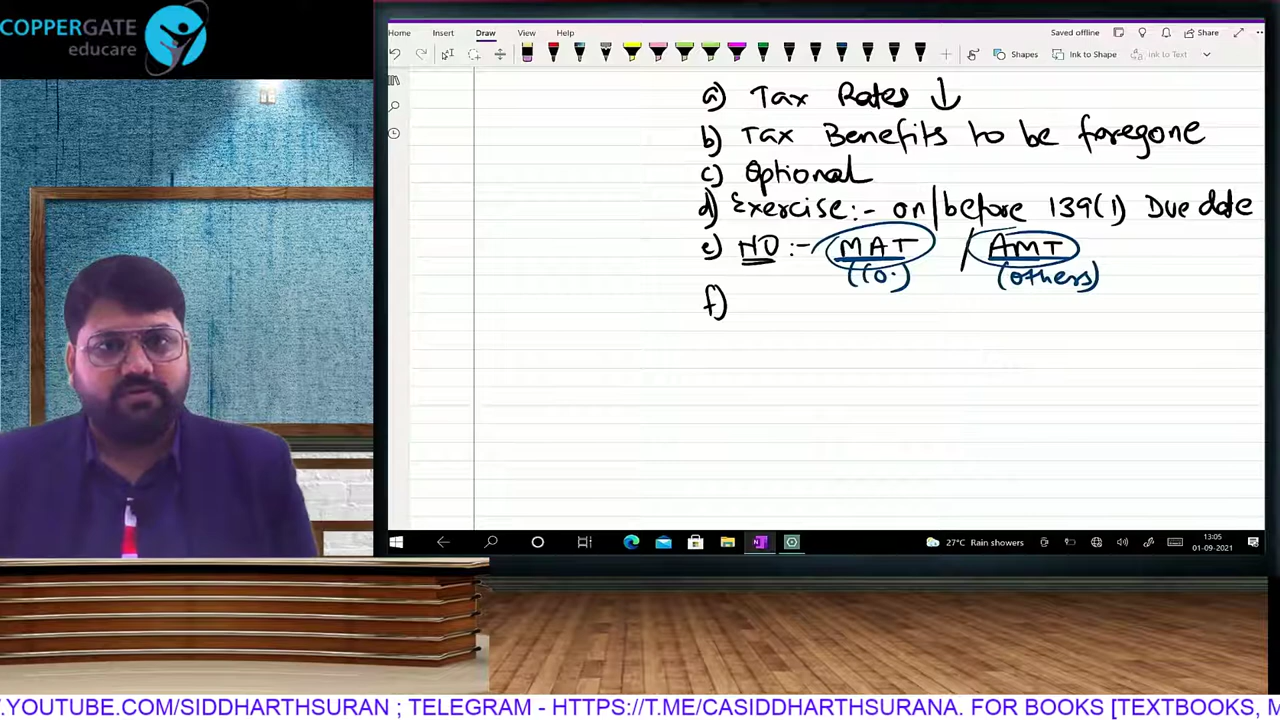 COPPERGATE
educare
Home Insert Draw View Help
Saved offline
Share
Shapes
Ink to Shape
Ink to Text
a) Tax Rates ↓
b) Tax Benefits to be foregone
c) Optional
d) Exercise:- on/before 139(1) Due date
e) NO :- MAT / AMT
(Co.) (others)
f)
27°C Rain showers
13:05
01-09-2021
.YOUTUBE.COM/SIDDHARTHSURAN ; TELEGRAM - HTTPS://T.ME/CASIDDHARTHSURANA. FOR BOOKS [TEXTBOOKS, M